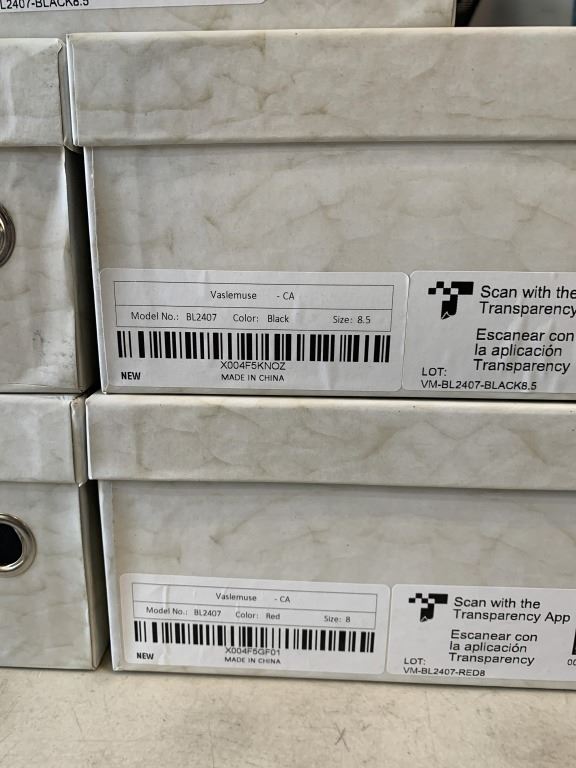 L2407-BLACK8.5
Vaslemuse - CA
Model No.: BL2407 Color: Black Size: 8.5
X004F5KNOZ
NEW MADE IN CHINA
Scan with the
Transparency
Escanear con
la aplicación
Transparency
LOT:
VM-BL2407-BLACK8.5
Vaslemuse - CA
Model No.: BL2407 Color: Red Size: 8
X004F5GF01
NEW MADE IN CHINA
Scan with the
Transparency App
Escanear con
la aplicación
Transparency
LOT:
VM-BL2407-RED8